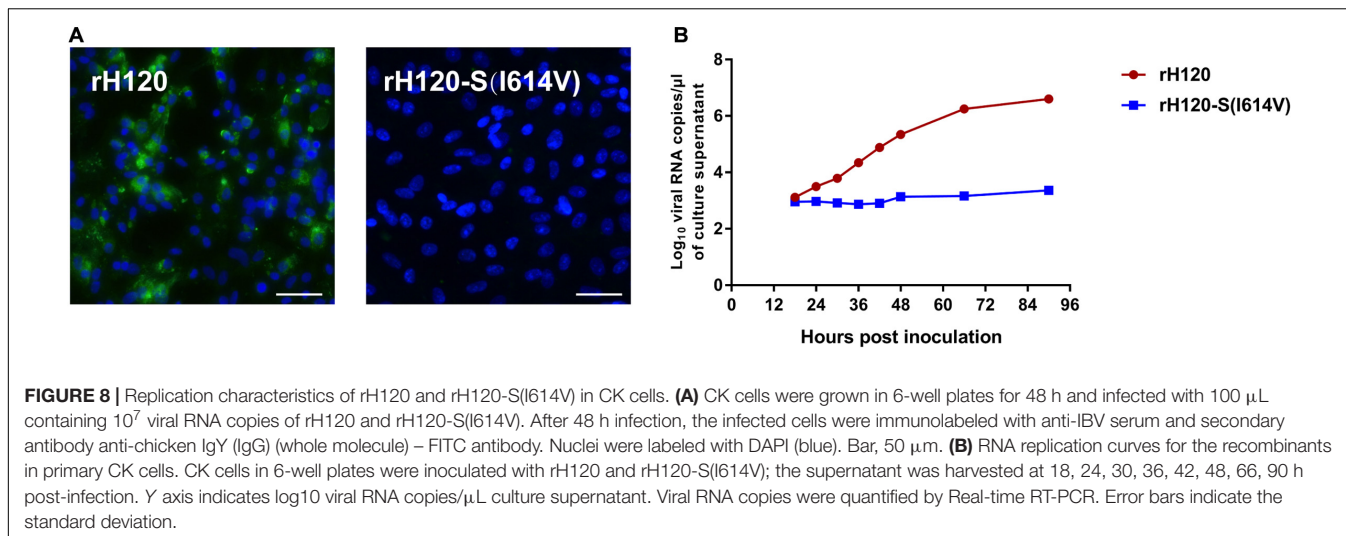 A
rH120
rH120-S(I614V)
B
8
6
4
2
0
Log10 viral RNA copies/µl
of culture supernatant
0 12 24 36 48 60 72 84 96
Hours post inoculation
rH120
rH120-S(I614V)
FIGURE 8 | Replication characteristics of rH120 and rH120-S(I614V) in CK cells. (A) CK cells were grown in 6-well plates for 48 h and infected with 100 µL
containing 10⁷ viral RNA copies of rH120 and rH120-S(I614V). After 48 h infection, the infected cells were immunolabeled with anti-IBV serum and secondary
antibody anti-chicken IgY (IgG) (whole molecule) – FITC antibody. Nuclei were labeled with DAPI (blue). Bar, 50 µm. (B) RNA replication curves for the recombinants
in primary CK cells. CK cells in 6-well plates were inoculated with rH120 and rH120-S(I614V); the supernatant was harvested at 18, 24, 30, 36, 42, 48, 66, 90 h
post-infection. Y axis indicates log10 viral RNA copies/µL culture supernatant. Viral RNA copies were quantified by Real-time RT-PCR. Error bars indicate the
standard deviation.